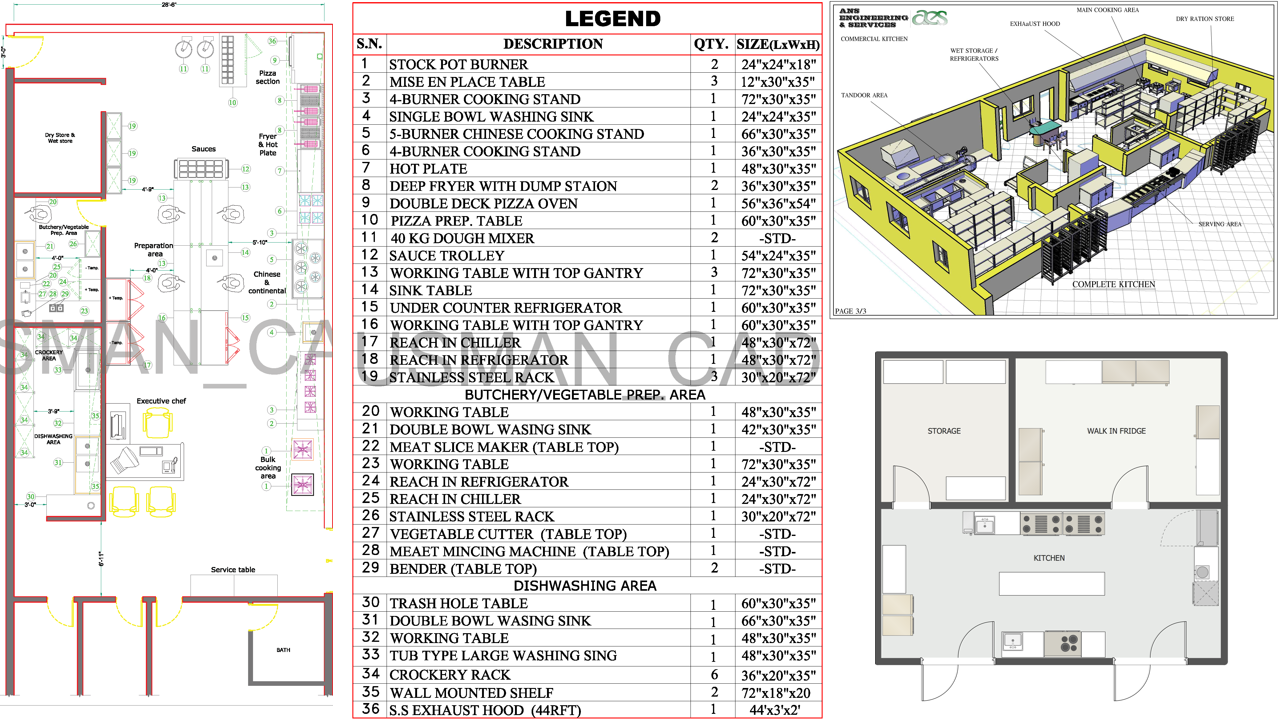 28'-6"
3'-0"
Dry Store &
Wet store
Pizza
section
Fryer
& Hot
Plate
Sauces
4'-9"
Butchery/Vegetable
Prep. Area
Preparation
area
5'-10"
4'-0"
4'-0"
- Temp.
+ Temp.
+ Temp.
- Temp.
Chinese
&
continental
CROCKERY
AREA
3'-9"
DISHWASHING
AREA
3'-0"
Executive chef
Bulk
cooking
area
6'-11"
Service table
BATH
USMAN_CAD
USMAN_CAD
LEGEND
S.N. DESCRIPTION QTY. SIZE(LxWxH)
1 STOCK POT BURNER 2 24"x24"x18"
2 MISE EN PLACE TABLE 3 12"x30"x35"
3 4-BURNER COOKING STAND 1 72"x30"x35"
4 SINGLE BOWL WASHING SINK 1 24"x24"x35"
5 5-BURNER CHINESE COOKING STAND 1 66"x30"x35"
6 4-BURNER COOKING STAND 1 36"x30"x35"
7 HOT PLATE 1 48"x30"x35"
8 DEEP FRYER WITH DUMP STAION 2 36"x30"x35"
9 DOUBLE DECK PIZZA OVEN 1 56"x36"x54"
10 PIZZA PREP. TABLE 1 60"x30"x35"
11 40 KG DOUGH MIXER 2 -STD-
12 SAUCE TROLLEY 1 54"x24"x35"
13 WORKING TABLE WITH TOP GANTRY 3 72"x30"x35"
14 SINK TABLE 1 72"x30"x35"
15 UNDER COUNTER REFRIGERATOR 1 60"x30"x35"
16 WORKING TABLE WITH TOP GANTRY 1 60"x30"x35"
17 REACH IN CHILLER 1 48"x30"x72"
18 REACH IN REFRIGERATOR 1 48"x30"x72"
19 STAINLESS STEEL RACK 3 30"x20"x72"
BUTCHERY/VEGETABLE PREP. AREA
20 WORKING TABLE 1 48"x30"x35"
21 DOUBLE BOWL WASING SINK 1 42"x30"x35"
22 MEAT SLICE MAKER (TABLE TOP) 1 -STD-
23 WORKING TABLE 1 72"x30"x35"
24 REACH IN REFRIGERATOR 1 24"x30"x72"
25 REACH IN CHILLER 1 24"x30"x72"
26 STAINLESS STEEL RACK 1 30"x20"x72"
27 VEGETABLE CUTTER (TABLE TOP) 1 -STD-
28 MEAET MINCING MACHINE (TABLE TOP) 1 -STD-
29 BENDER (TABLE TOP) 2 -STD-
DISHWASHING AREA
30 TRASH HOLE TABLE 1 60"x30"x35"
31 DOUBLE BOWL WASING SINK 1 66"x30"x35"
32 WORKING TABLE 1 48"x30"x35"
33 TUB TYPE LARGE WASHING SING 1 48"x30"x35"
34 CROCKERY RACK 6 36"x20"x35"
35 WALL MOUNTED SHELF 2 72"x18"x20
36 S.S EXHAUST HOOD (44RFT) 1 44'x3'x2'
ANS
ENGINEERING
& SERVICES
aes
COMMERCIAL KITCHEN
MAIN COOKING AREA
EXHAuUST HOOD
DRY RATION STORE
WET STORAGE /
REFRIGERATORS
TANDOOR AREA
SERVING AREA
COMPLETE KITCHEN
PAGE 3/3
STORAGE
WALK IN FRIDGE
KITCHEN